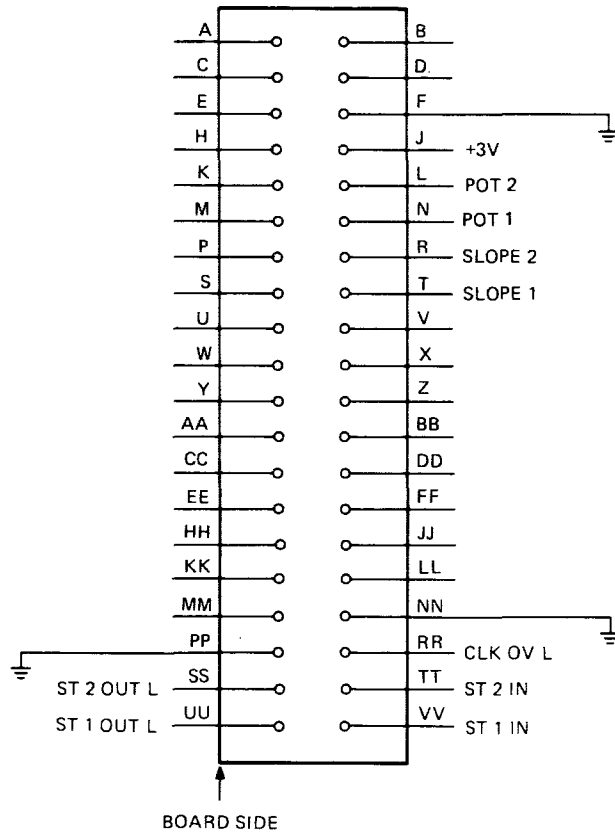 A B
C D
E F
H J +3V
K L POT 2
M N POT 1
P R SLOPE 2
S T SLOPE 1
U V
W X
Y Z
AA BB
CC DD
EE FF
HH JJ
KK LL
MM NN
PP RR CLK OV L
ST 2 OUT L SS TT ST 2 IN
ST 1 OUT L UU VV ST 1 IN
BOARD SIDE